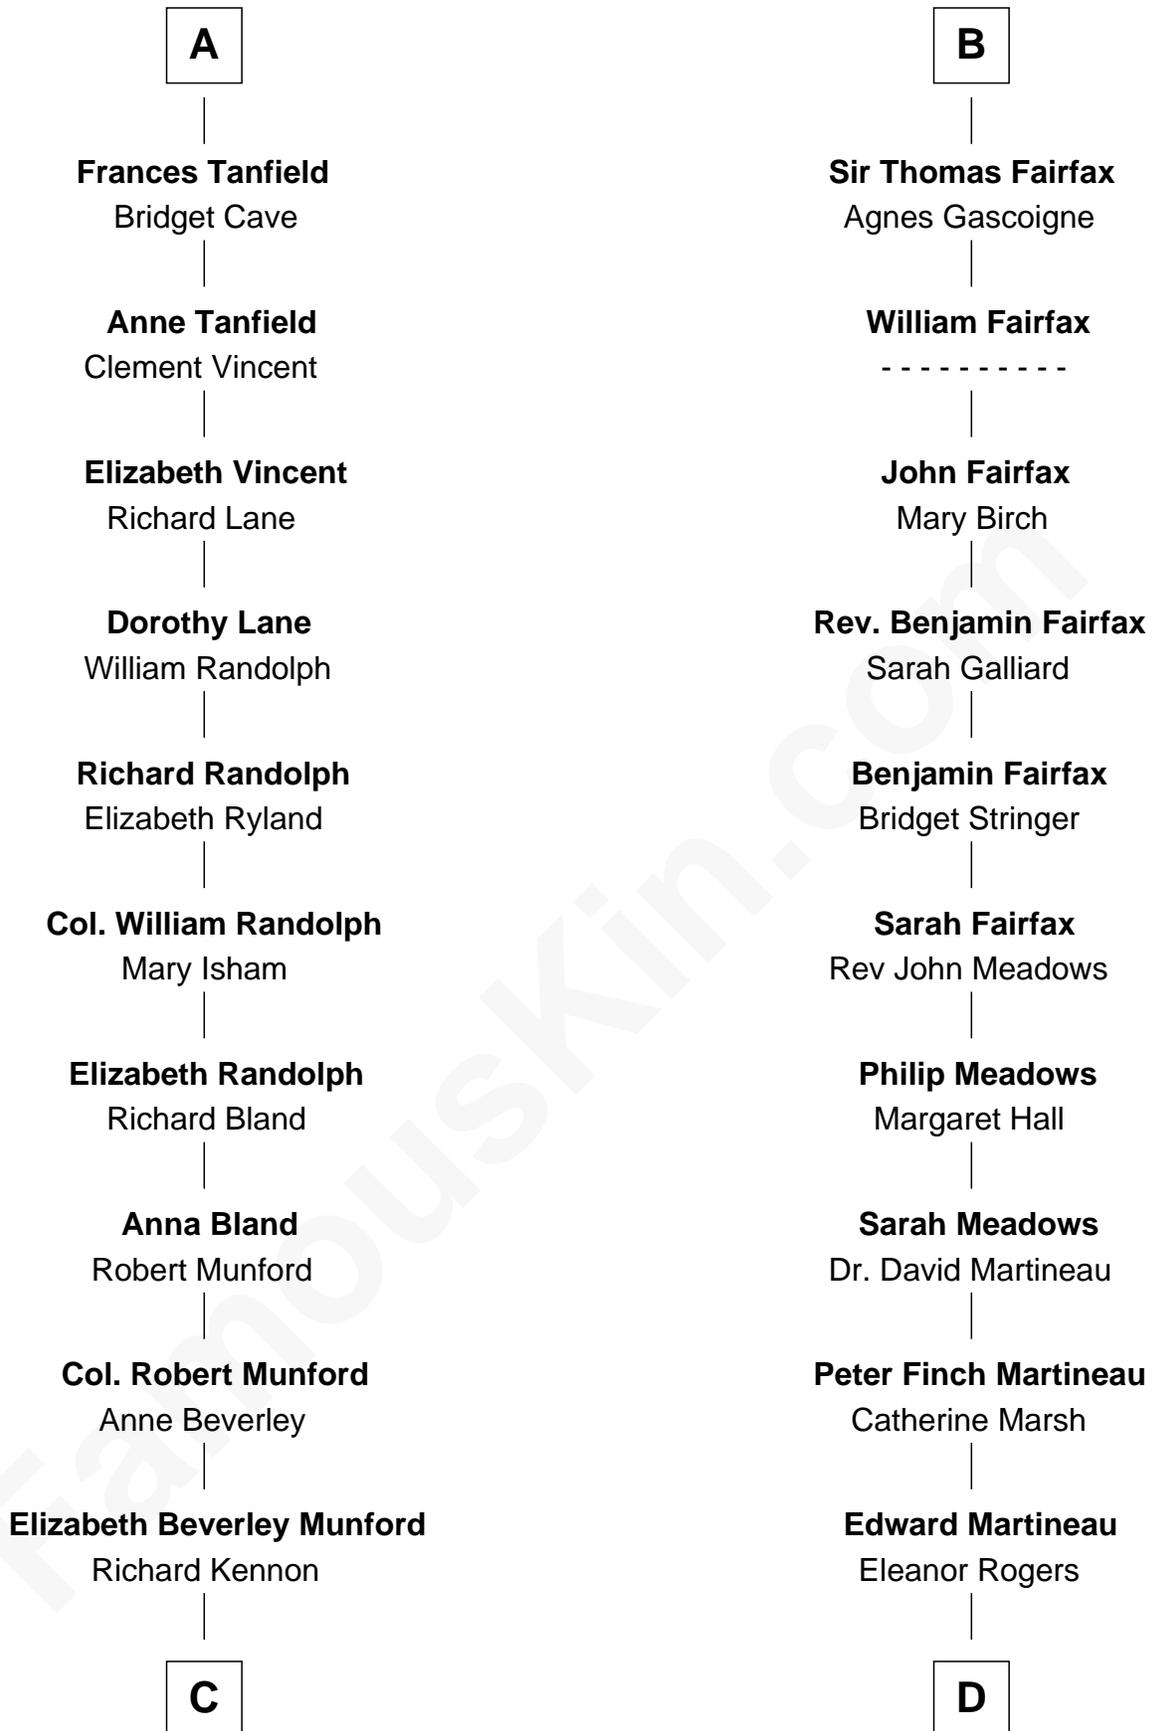 A
Frances Tanfield
Bridget Cave
Anne Tanfield
Clement Vincent
Elizabeth Vincent
Richard Lane
Dorothy Lane
William Randolph
Richard Randolph
Elizabeth Ryland
Col. William Randolph
Mary Isham
Elizabeth Randolph
Richard Bland
Anna Bland
Robert Munford
Col. Robert Munford
Anne Beverley
Elizabeth Beverley Munford
Richard Kennon
C
B
Sir Thomas Fairfax
Agnes Gascoigne
William Fairfax
- - - - - - - - - -
John Fairfax
Mary Birch
Rev. Benjamin Fairfax
Sarah Galliard
Benjamin Fairfax
Bridget Stringer
Sarah Fairfax
Rev John Meadows
Philip Meadows
Margaret Hall
Sarah Meadows
Dr. David Martineau
Peter Finch Martineau
Catherine Marsh
Edward Martineau
Eleanor Rogers
D
FamousKin.com